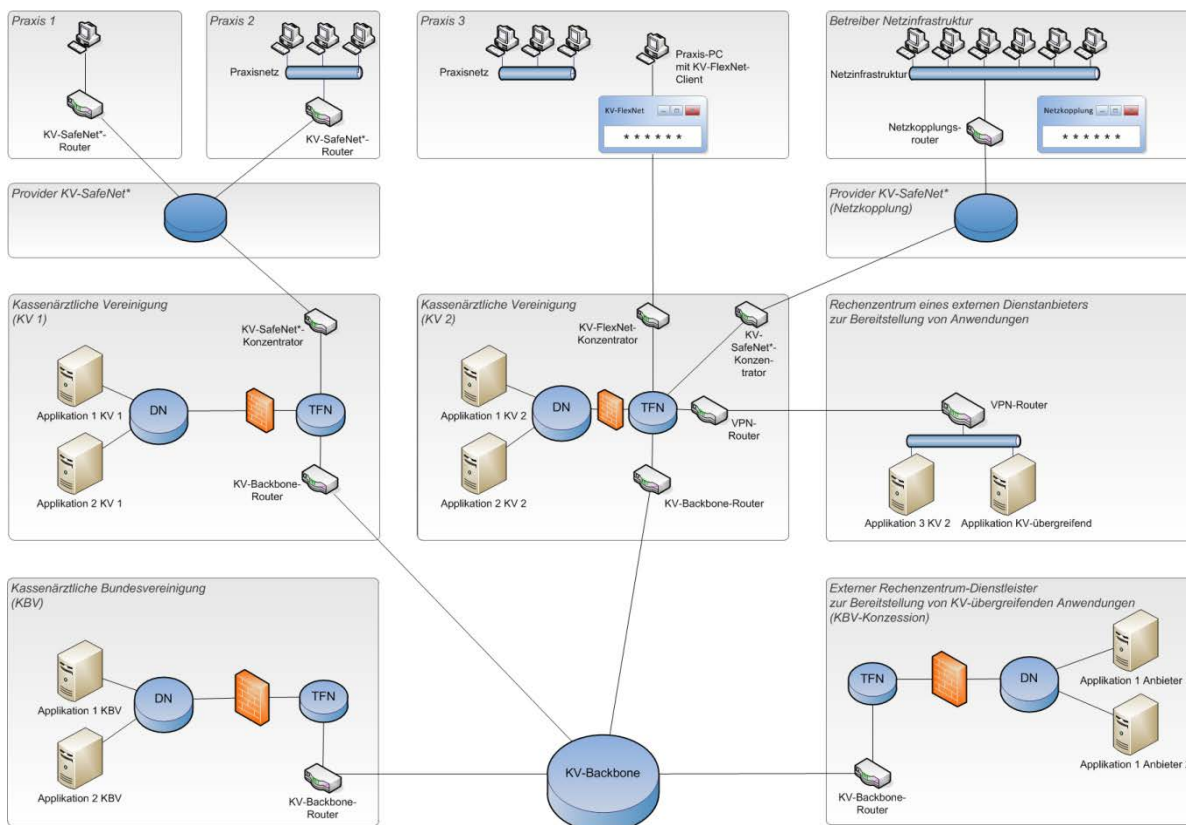 Praxis 1
KV-SafeNet*-
Router
Praxis 2
Praxisnetz
KV-SafeNet*-
Router
Praxis 3
Praxisnetz
Praxis-PC
mit KV-FlexNet-
Client
KV-FlexNet
* * * * * *
Betreiber Netzinfrastruktur
Netzinfrastruktur
Netzkopplungs-
router
Netzkopplung
* * * * * *
Provider KV-SafeNet*
Provider KV-SafeNet*
(Netzkopplung)
Kassenärztliche Vereinigung
(KV 1)
KV-SafeNet*-
Konzentrator
Applikation 1 KV 1
DN
TFN
Applikation 2 KV 1
KV-Backbone-
Router
Kassenärztliche Vereinigung
(KV 2)
KV-FlexNet-
Konzentrator
KV-
SafeNet*-
Konzen-
trator
Applikation 1 KV 2
DN
TFN
VPN-
Router
Applikation 2 KV 2
KV-Backbone-Router
Rechenzentrum eines externen Dienstanbieters
zur Bereitstellung von Anwendungen
VPN-Router
Applikation 3 KV 2
Applikation KV-übergreifend
Kassenärztliche Bundesvereinigung
(KBV)
Applikation 1 KBV
DN
TFN
Applikation 2 KBV
KV-Backbone-
Router
KV-Backbone
Externer Rechenzentrum-Dienstleister
zur Bereitstellung von KV-übergreifenden Anwendungen
(KBV-Konzession)
TFN
DN
Applikation 1 Anbieter
Applikation 1 Anbieter
KV-Backbone-
Router